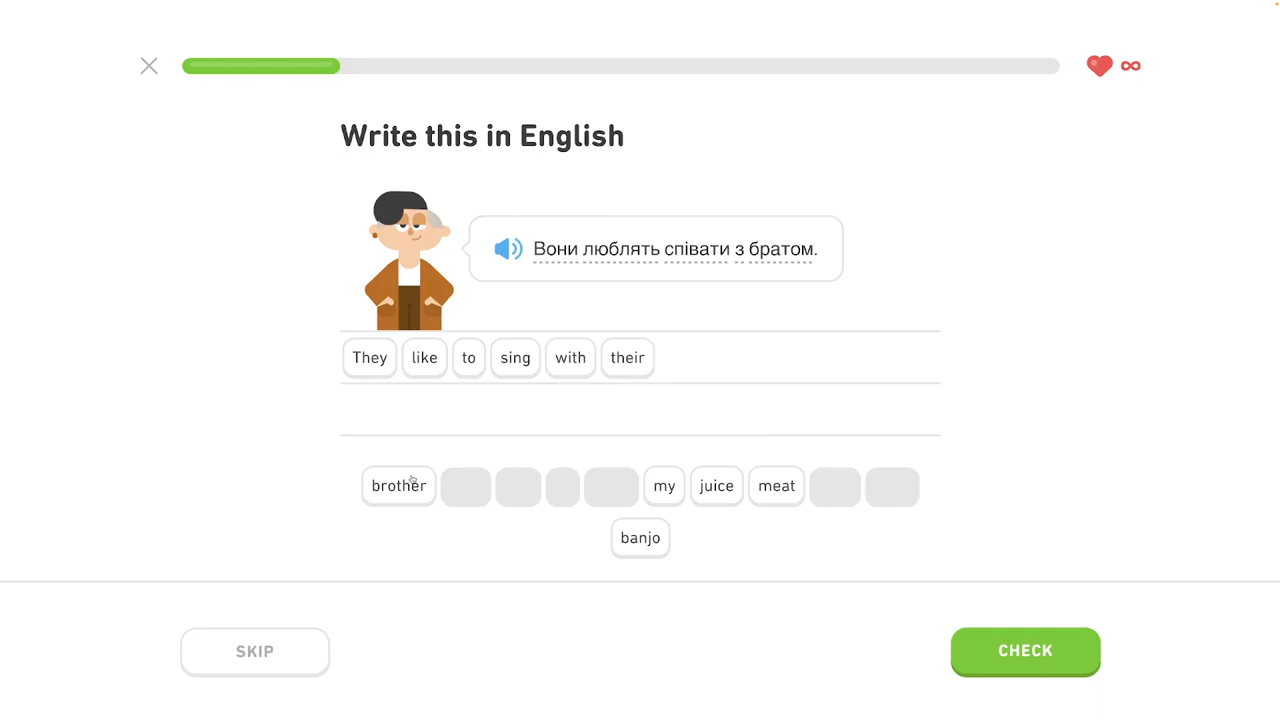 ∞
Write this in English
Вони люблять співати з братом.
They like to sing with their
brother my juice meat
banjo
SKIP CHECK